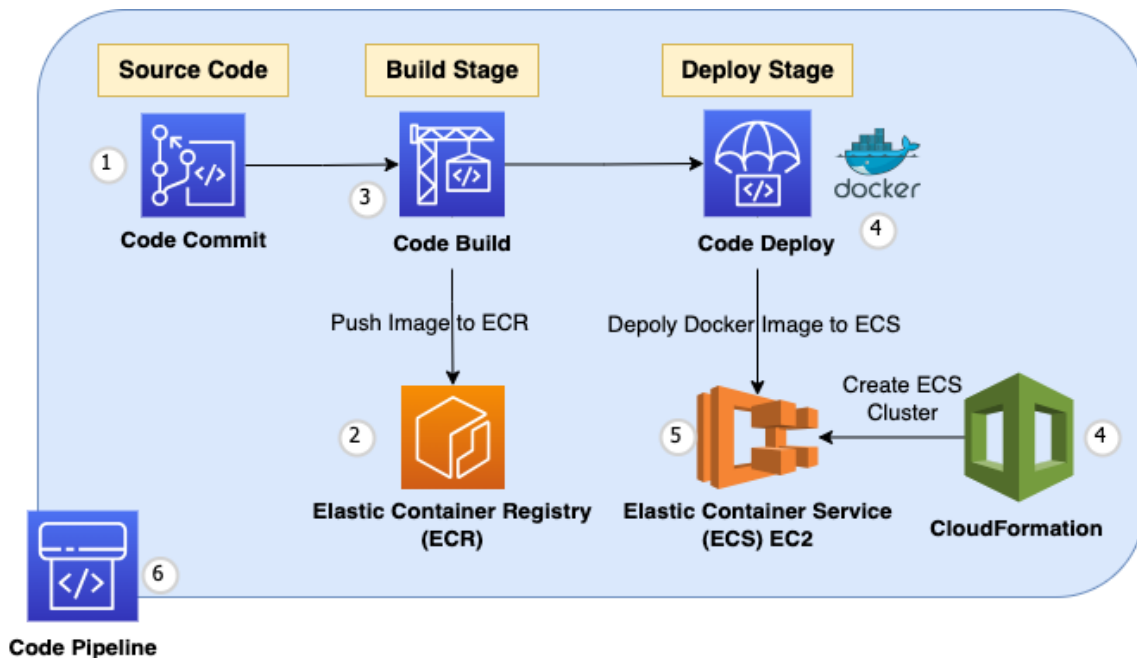 Source Code
Build Stage
Deploy Stage
1
3
docker
4
Code Commit
Code Build
Code Deploy
Push Image to ECR
Depoly Docker Image to ECS
Create ECS
Cluster
2
5
4
Elastic Container Registry
(ECR)
Elastic Container Service
(ECS) EC2
CloudFormation
6
Code Pipeline